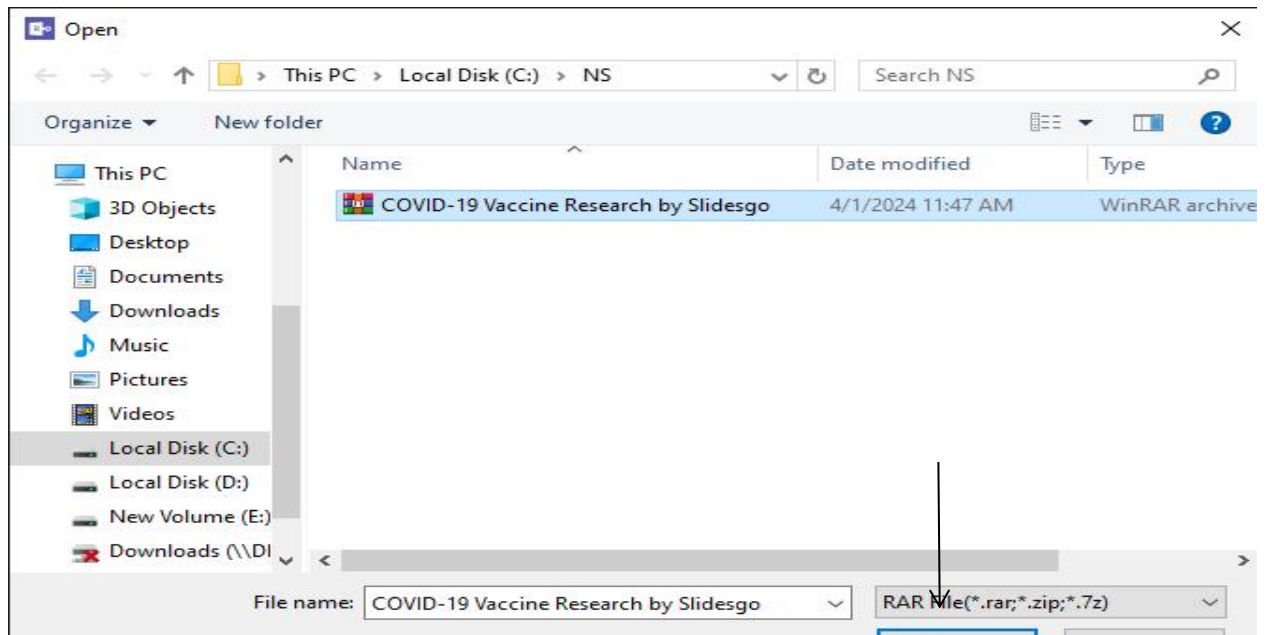 Open
This PC > Local Disk (C:) > NS
Search NS
Organize
New folder
Name
Date modified
Type
COVID-19 Vaccine Research by Slidesgo
4/1/2024 11:47 AM
WinRAR archive
This PC
3D Objects
Desktop
Documents
Downloads
Music
Pictures
Videos
Local Disk (C:)
Local Disk (D:)
New Volume (E:)
Downloads (\\DI
File name:
COVID-19 Vaccine Research by Slidesgo
RAR File(*.rar;*.zip;*.7z)